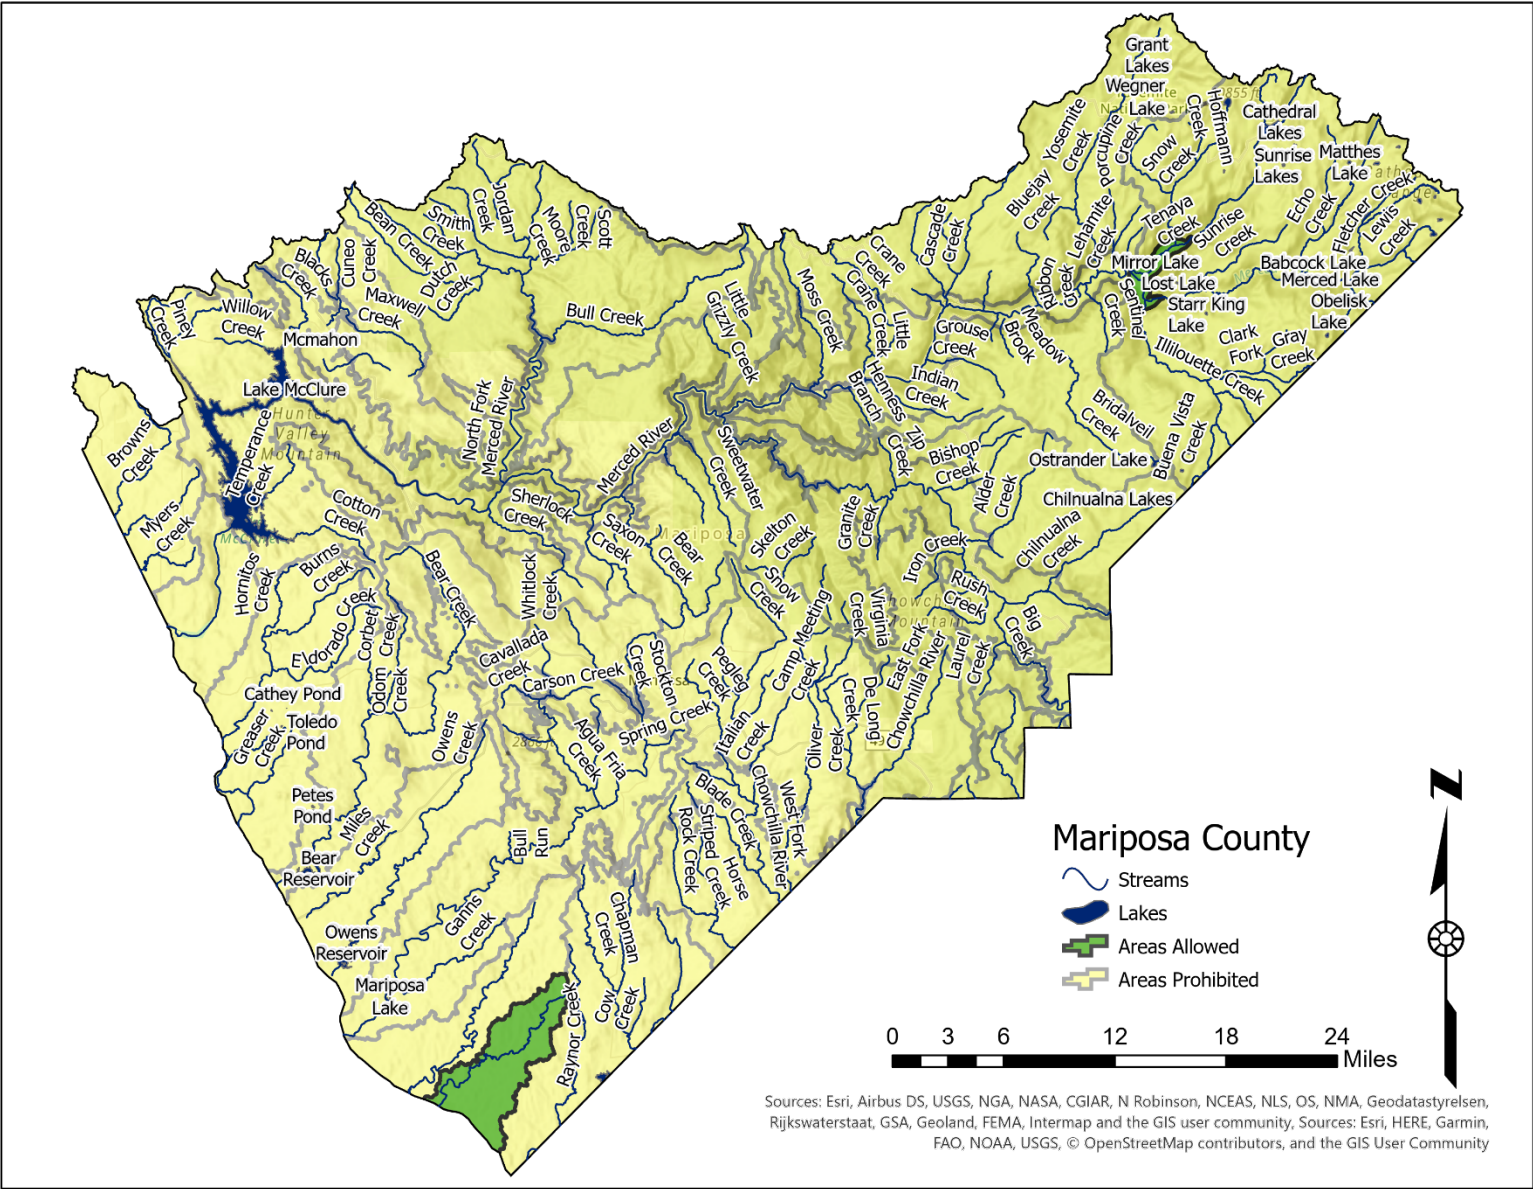 Grant
Lakes
Wegner
Lake
Hoffmann
Creek
Cathedral
Lakes
Yosemite
Creek
Porcupine
Creek
Snow
Creek
Sunrise
Lakes
Matthes
Lake
Bluejay
Creek
Lehamite
Creek
Tenaya
Creek
Sunrise
Creek
Echo
Creek
Fletcher Creek
Lewis
Creek
Cascade
Creek
Crane
Creek
Ribbon
Creek
Mirror Lake
Lost Lake
Starr King
Lake
Babcock Lake
Merced Lake
Obelisk
Lake
Sentinel
Creek
Clark
Fork
Gray
Creek
Illilouette Creek
Jordan
Creek
Smith
Creek
Bean Creek
Moore
Creek
Scott
Creek
Cuneo
Creek
Blacks
Creek
Dutch
Creek
Maxwell
Creek
Piney
Creek
Willow
Creek
Mcmahon
Bull Creek
Little
Grizzly Creek
Moss Creek
Little
Crane Creek
Grouse
Creek
Meadow
Brook
Lake McClure
Hunter
Valley
Mountain
Indian
Creek
Henness
Branch
Bridalveil
Creek
Buena Vista
Creek
Browns
Creek
Temperance
Creek
North Fork
Merced River
Merced River
Sweetwater
Creek
Zip
Creek
Bishop
Creek
Ostrander Lake
Alder
Creek
Chilnualna Lakes
Chilnualna
Creek
Myers
Creek
Cotton
Creek
Sherlock
Creek
Saxon
Creek
Mariposa
Bear
Creek
Skelton
Creek
Granite
Creek
Iron Creek
Hornitos
Creek
Burns
Creek
Bear Creek
Whitlock
Creek
Snow
Creek
Rush
Creek
Big
Creek
Virginia
Creek
Camp Meeting
Creek
Eldorado Creek
Corbet
Creek
Cavallada
Creek
Carson Creek
Stockton
Creek
Pegleg
Creek
East Fork
Chowchilla River
Laurel
Creek
De Long
Creek
Cathey Pond
Odom
Creek
Greaser
Creek
Toledo
Pond
Owens
Creek
Agua Fria
Creek
Spring Creek
Italian
Creek
Oliver
Creek
49
Petes
Pond
Miles
Creek
Bull
Run
Blade Creek
West Fork
Chowchilla River
Striped
Rock Creek
Horse
Creek
Bear
Reservoir
Owens
Reservoir
Ganns
Creek
Chapman
Creek
Mariposa
Lake
Raynor Creek
Cow
Creek
N
Mariposa County
Streams
Lakes
Areas Allowed
Areas Prohibited
0 3 6 12 18 24
Miles
Sources: Esri, Airbus DS, USGS, NGA, NASA, CGIAR, N Robinson, NCEAS, NLS, OS, NMA, Geodatastyrelsen,
Rijkswaterstaat, GSA, Geoland, FEMA, Intermap and the GIS user community, Sources: Esri, HERE, Garmin,
FAO, NOAA, USGS, © OpenStreetMap contributors, and the GIS User Community